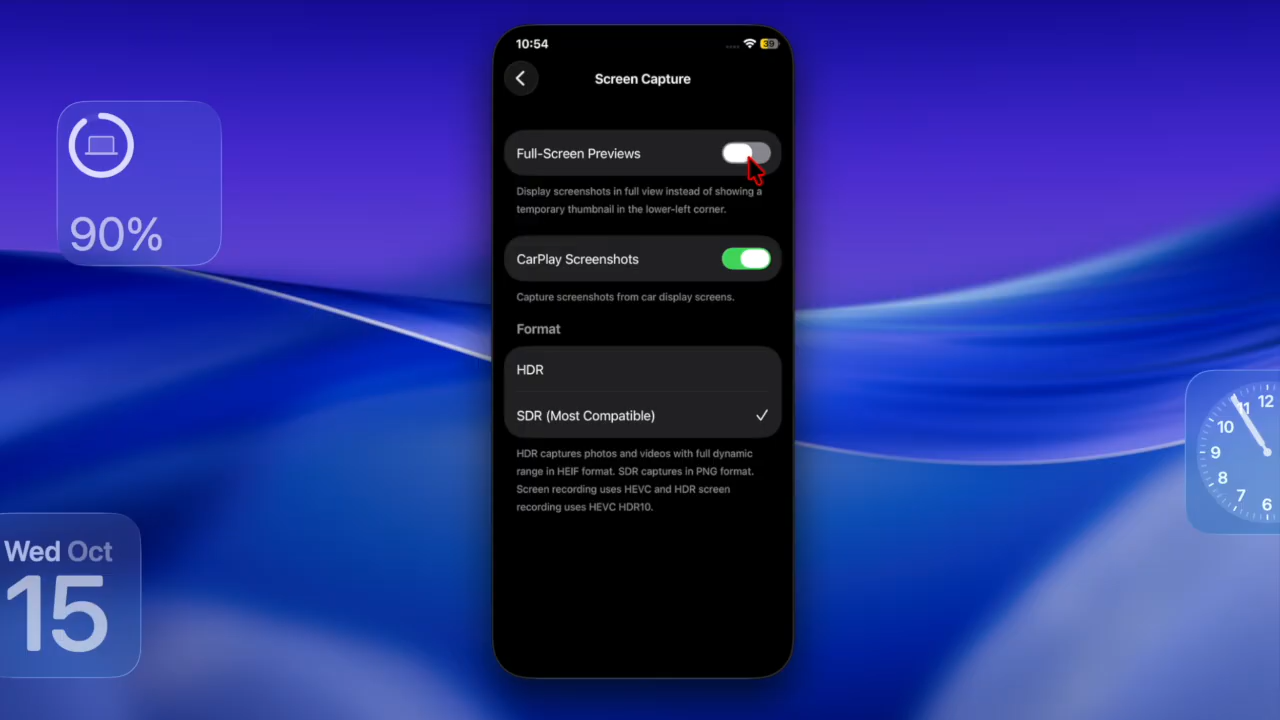 10:54
39
Screen Capture
Full-Screen Previews
Display screenshots in full view instead of showing a
temporary thumbnail in the lower-left corner.
CarPlay Screenshots
Capture screenshots from car display screens.
Format
HDR
SDR (Most Compatible)
HDR captures photos and videos with full dynamic
range in HEIF format. SDR captures in PNG format.
Screen recording uses HEVC and HDR screen
recording uses HEVC HDR10.
90%
Wed Oct
15
12
11
10
9
8
7
6